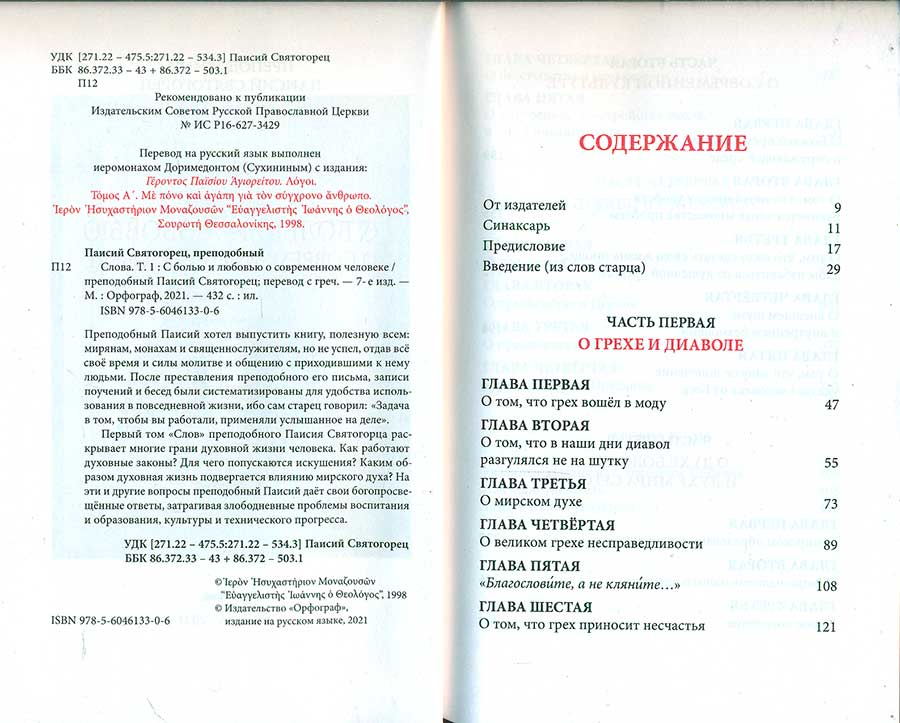 УДК [271.22 – 475.5:271.22 – 534.3] Паисий Святогорец
ББК 86.372.33 – 43 + 86.372 – 503.1
П12
Рекомендовано к публикации
Издательским Советом Русской Православной Церкви
№ ИС Р16-627-3429
Перевод на русский язык выполнен
иеромонахом Доримедонтом (Сухининым) с издания:
Γέροντος Παϊσίου Ἁγιορείτου. Λόγοι.
Τόμος Α΄. Μὲ πόνο καὶ ἀγάπη γιὰ τὸν σύγχρονο ἄνθρωπο.
Ἱερὸν Ἡσυχαστήριον Μοναζουσῶν "Εὐαγγελιστὴς Ἰωάννης ὁ Θεολόγος",
Σουρωτὴ Θεσσαλονίκης, 1998.
Паисий Святогорец, преподобный
П12 Слова. Т. 1 : С болью и любовью о современном человеке /
преподобный Паисий Святогорец; перевод с греч. — 7-е изд. —
М. : Орфограф, 2021. — 432 с. : ил.
ISBN 978-5-6046133-0-6
Преподобный Паисий хотел выпустить книгу, полезную всем:
мирянам, монахам и священнослужителям, но не успел, отдав всё
своё время и силы молитве и общению с приходившими к нему
людьми. После преставления преподобного его письма, записи
поучений и бесед были систематизированы для удобства исполь-
зования в повседневной жизни, ибо сам старец говорил: «Задача
в том, чтобы вы работали, применяли услышанное на деле».
Первый том «Слов» преподобного Паисия Святогорца рас-
крывает многие грани духовной жизни человека. Как работают
духовные законы? Для чего попускаются искушения? Каким об-
разом духовная жизнь подвергается влиянию мирского духа? На
эти и другие вопросы преподобный Паисий даёт свои богопросве-
щённые ответы, затрагивая злободневные проблемы воспитания
и образования, культуры и технического прогресса.
УДК [271.22 – 475.5:271.22 – 534.3] Паисий Святогорец
ББК 86.372.33 – 43 + 86.372 – 503.1
© Ἱερὸν Ἡσυχαστήριον Μοναζουσῶν
"Εὐαγγελιστὴς Ἰωάννης ὁ Θεολόγος", 1998
© Издательство «Орфограф»,
ISBN 978-5-6046133-0-6 издание на русском языке, 2021
СОДЕРЖАНИЕ
От издателей 9
Синаксарь 11
Предисловие 17
Введение (из слов старца) 29
ЧАСТЬ ПЕРВАЯ
О ГРЕХЕ И ДИАВОЛЕ
ГЛАВА ПЕРВАЯ
О том, что грех вошёл в моду 47
ГЛАВА ВТОРАЯ
О том, что в наши дни диавол
разгулялся не на шутку 55
ГЛАВА ТРЕТЬЯ
О мирском духе 73
ГЛАВА ЧЕТВЁРТАЯ
О великом грехе несправедливости 89
ГЛАВА ПЯТАЯ
«Благослови́те, а не кляни́те…» 108
ГЛАВА ШЕСТАЯ
О том, что грех приносит несчастья 121